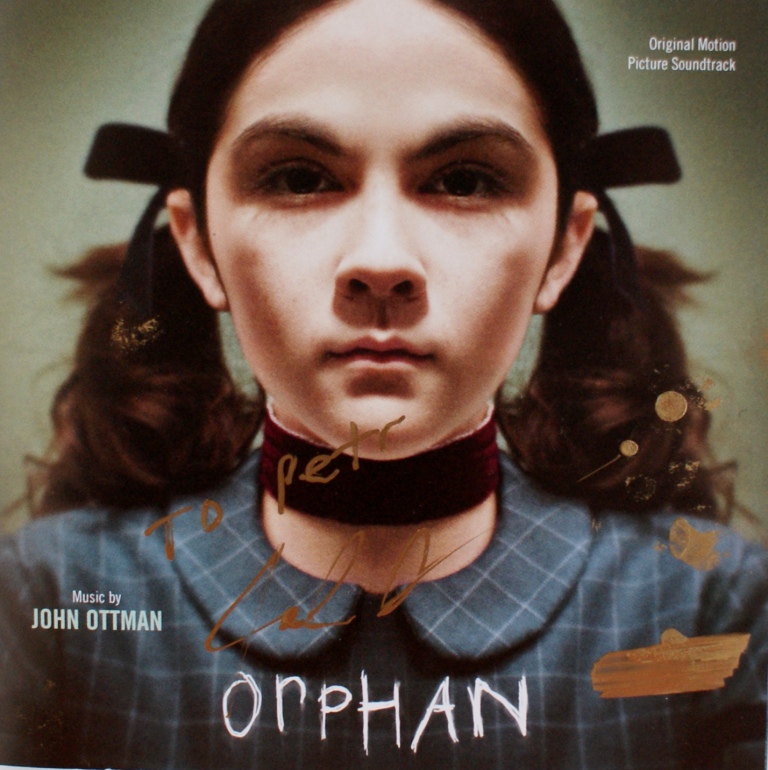 Original Motion
Picture Soundtrack
TO petr
Music by
JOHN OTTMAN
OrPHAN